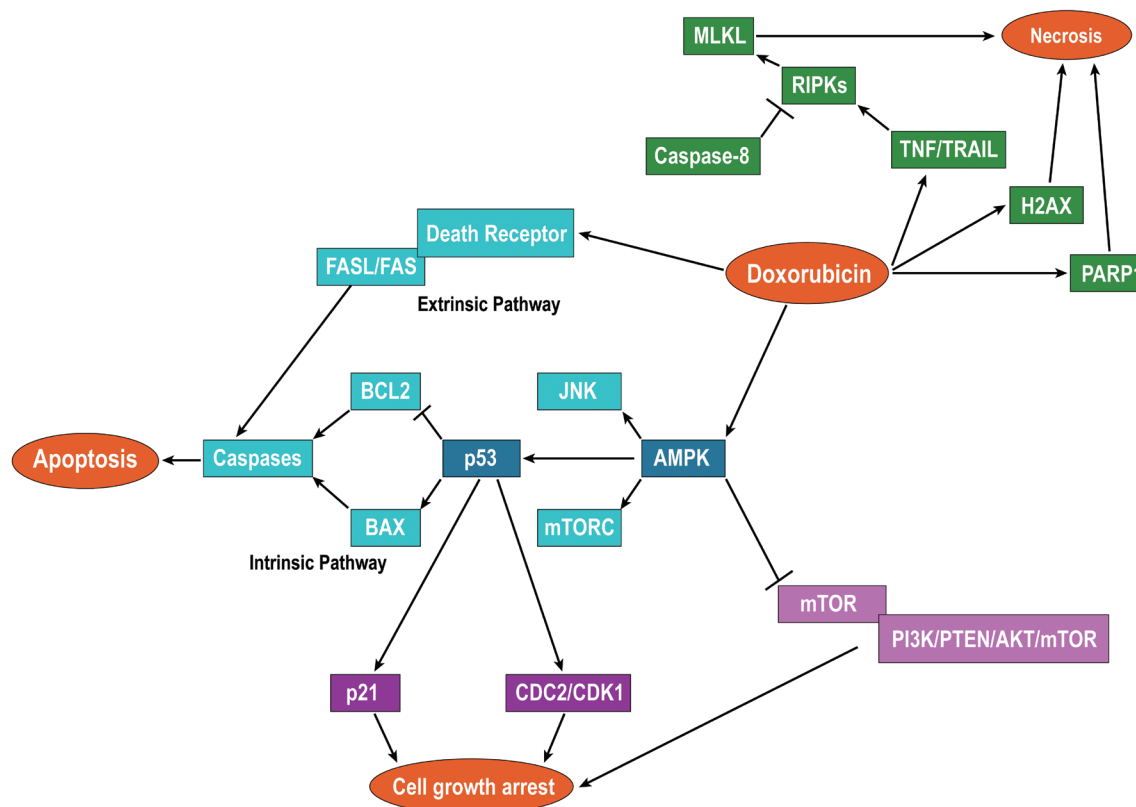 MLKL
Necrosis
RIPKs
Caspase-8
TNF/TRAIL
H2AX
Death Receptor
FASL/FAS
Doxorubicin
PARP1
Extrinsic Pathway
BCL2
JNK
Apoptosis
Caspases
p53
AMPK
BAX
mTORC
Intrinsic Pathway
mTOR
PI3K/PTEN/AKT/mTOR
p21
CDC2/CDK1
Cell growth arrest